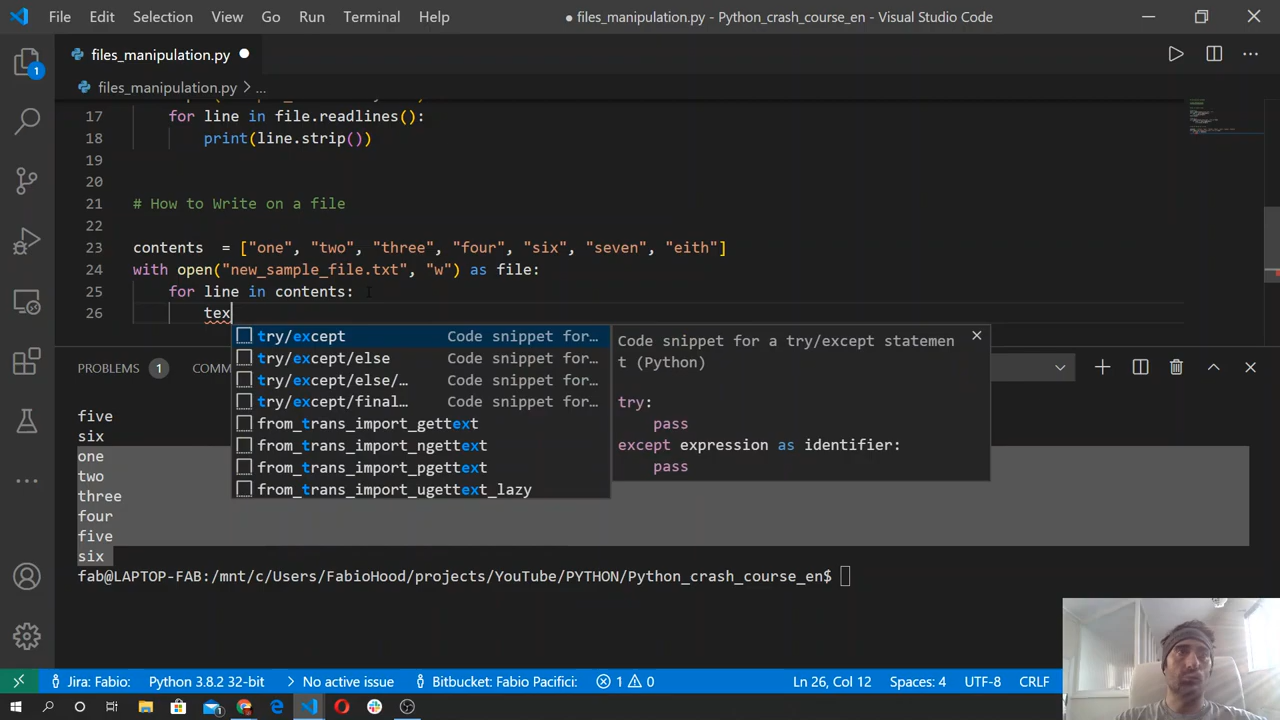 File Edit Selection View Go Run Terminal Help ● files_manipulation.py - Python_crash_course_en - Visual Studio Code
files_manipulation.py ●
files_manipulation.py > ...
1
17 for line in file.readlines():
18 print(line.strip())
19
20
21 # How to Write on a file
22
23 contents = ["one", "two", "three", "four", "six", "seven", "eith"]
24 with open("new_sample_file.txt", "w") as file:
25 for line in contents:
26 tex
try/except Code snippet for…
try/except/else Code snippet for…
try/except/else/… Code snippet for…
try/except/final… Code snippet for…
from_trans_import_gettext
from_trans_import_ngettext
from_trans_import_pgettext
from_trans_import_ugettext_lazy
Code snippet for a try/except statemen
t (Python)
try:
pass
except expression as identifier:
pass
PROBLEMS 1 COMM
five
six
one
two
three
four
five
six
fab@LAPTOP-FAB:/mnt/c/Users/FabioHood/projects/YouTube/PYTHON/Python_crash_course_en$
Jira: Fabio: Python 3.8.2 32-bit No active issue Bitbucket: Fabio Pacifici: 1 0 Ln 26, Col 12 Spaces: 4 UTF-8 CRLF